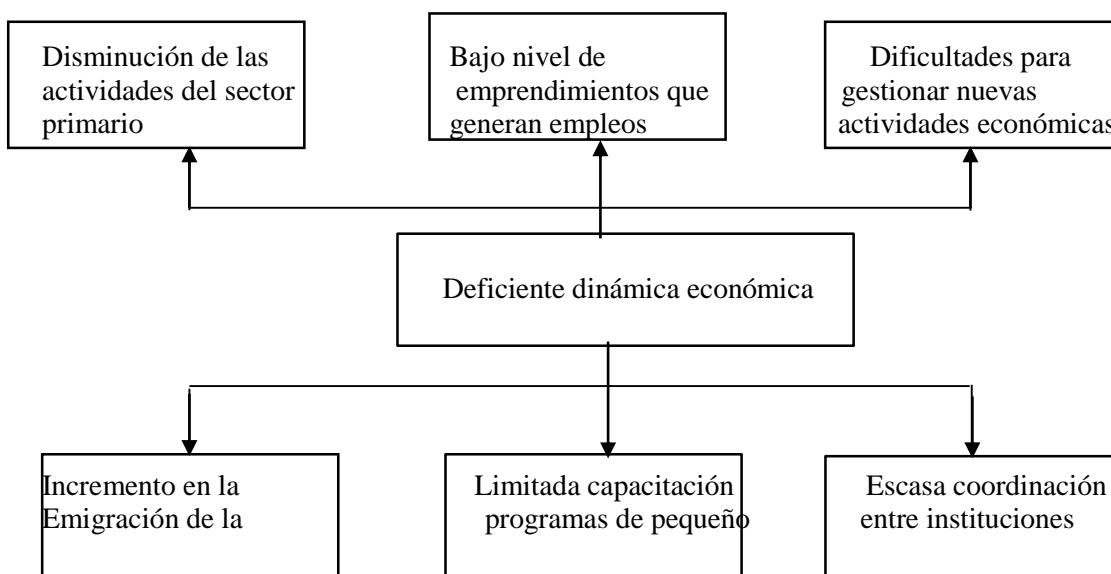 Disminución de las
actividades del sector
primario
Bajo nivel de
emprendimientos que
generan empleos
Dificultades para
gestionar nuevas
actividades económicas
Deficiente dinámica económica
Incremento en la
Emigración de la
Limitada capacitación
programas de pequeño
Escasa coordinación
entre instituciones